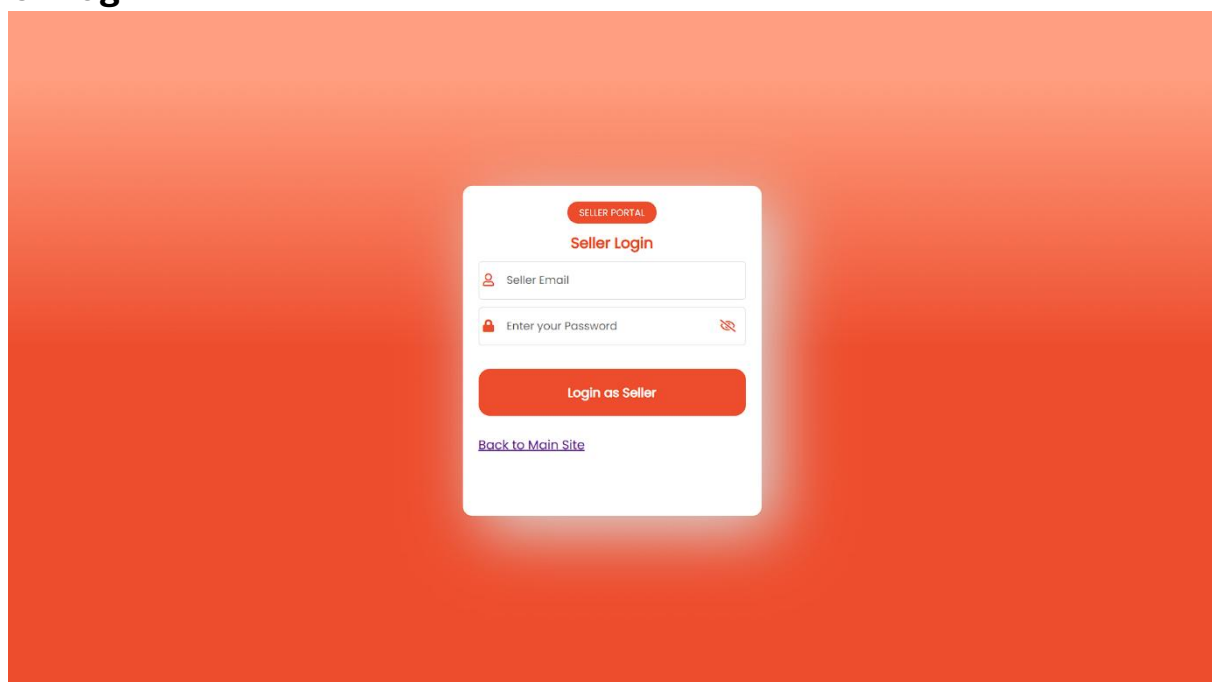 SELLER PORTAL
Seller Login
Seller Email
Enter your Password
Login as Seller
Back to Main Site